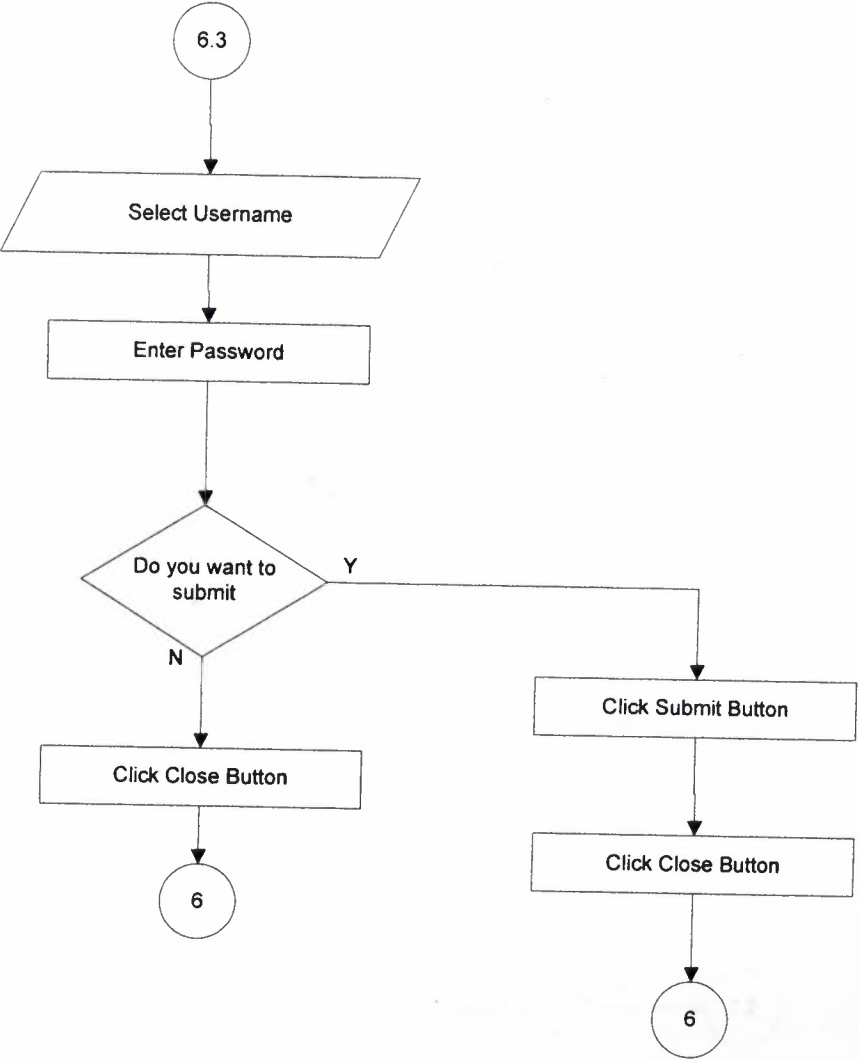 6.3
Select Username
Enter Password
Do you want to
submit
Y
N
Click Submit Button
Click Close Button
Click Close Button
6
6